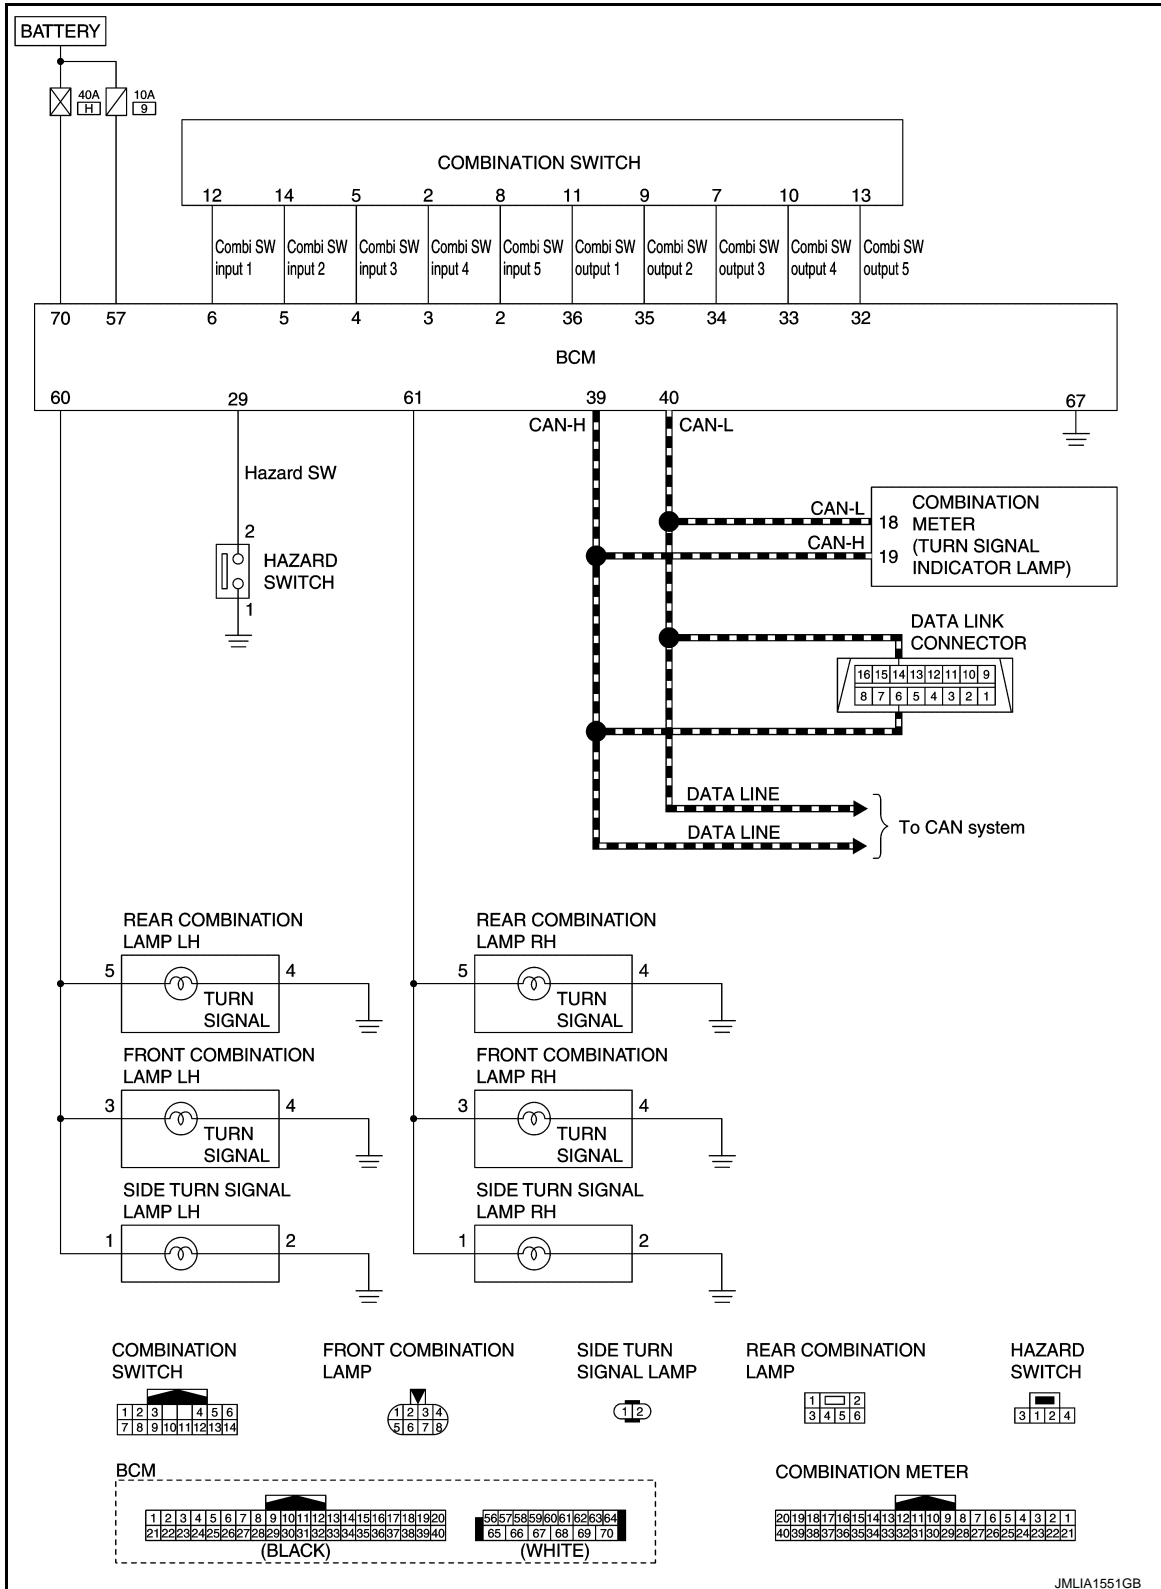 BATTERY
40A
H
10A
9
COMBINATION SWITCH
12 14 5 2 8 11 9 7 10 13
Combi SW input 1
Combi SW input 2
Combi SW input 3
Combi SW input 4
Combi SW input 5
Combi SW output 1
Combi SW output 2
Combi SW output 3
Combi SW output 4
Combi SW output 5
70 57 6 5 4 3 2 36 35 34 33 32
BCM
60 29 61 39 40 67
CAN-H CAN-L
Hazard SW
2
HAZARD
SWITCH
1
CAN-L
18
CAN-H
19
COMBINATION
METER
(TURN SIGNAL
INDICATOR LAMP)
DATA LINK
CONNECTOR
16 15 14 13 12 11 10 9
8 7 6 5 4 3 2 1
DATA LINE
DATA LINE
To CAN system
REAR COMBINATION
LAMP LH
5 4
TURN
SIGNAL
REAR COMBINATION
LAMP RH
5 4
TURN
SIGNAL
FRONT COMBINATION
LAMP LH
3 4
TURN
SIGNAL
FRONT COMBINATION
LAMP RH
3 4
TURN
SIGNAL
SIDE TURN SIGNAL
LAMP LH
1 2
SIDE TURN SIGNAL
LAMP RH
1 2
COMBINATION
SWITCH
1 2 3 4 5 6
7 8 9 10 11 12 13 14
FRONT COMBINATION
LAMP
1 2 3 4
5 6 7 8
SIDE TURN
SIGNAL LAMP
1 2
REAR COMBINATION
LAMP
1 2
3 4 5 6
HAZARD
SWITCH
3 1 2 4
BCM
1 2 3 4 5 6 7 8 9 10 11 12 13 14 15 16 17 18 19 20
21 22 23 24 25 26 27 28 29 30 31 32 33 34 35 36 37 38 39 40
(BLACK)
56 57 58 59 60 61 62 63 64
65 66 67 68 69 70
(WHITE)
COMBINATION METER
20 19 18 17 16 15 14 13 12 11 10 9 8 7 6 5 4 3 2 1
40 39 38 37 36 35 34 33 32 31 30 29 28 27 26 25 24 23 22 21
JMLIA1551GB